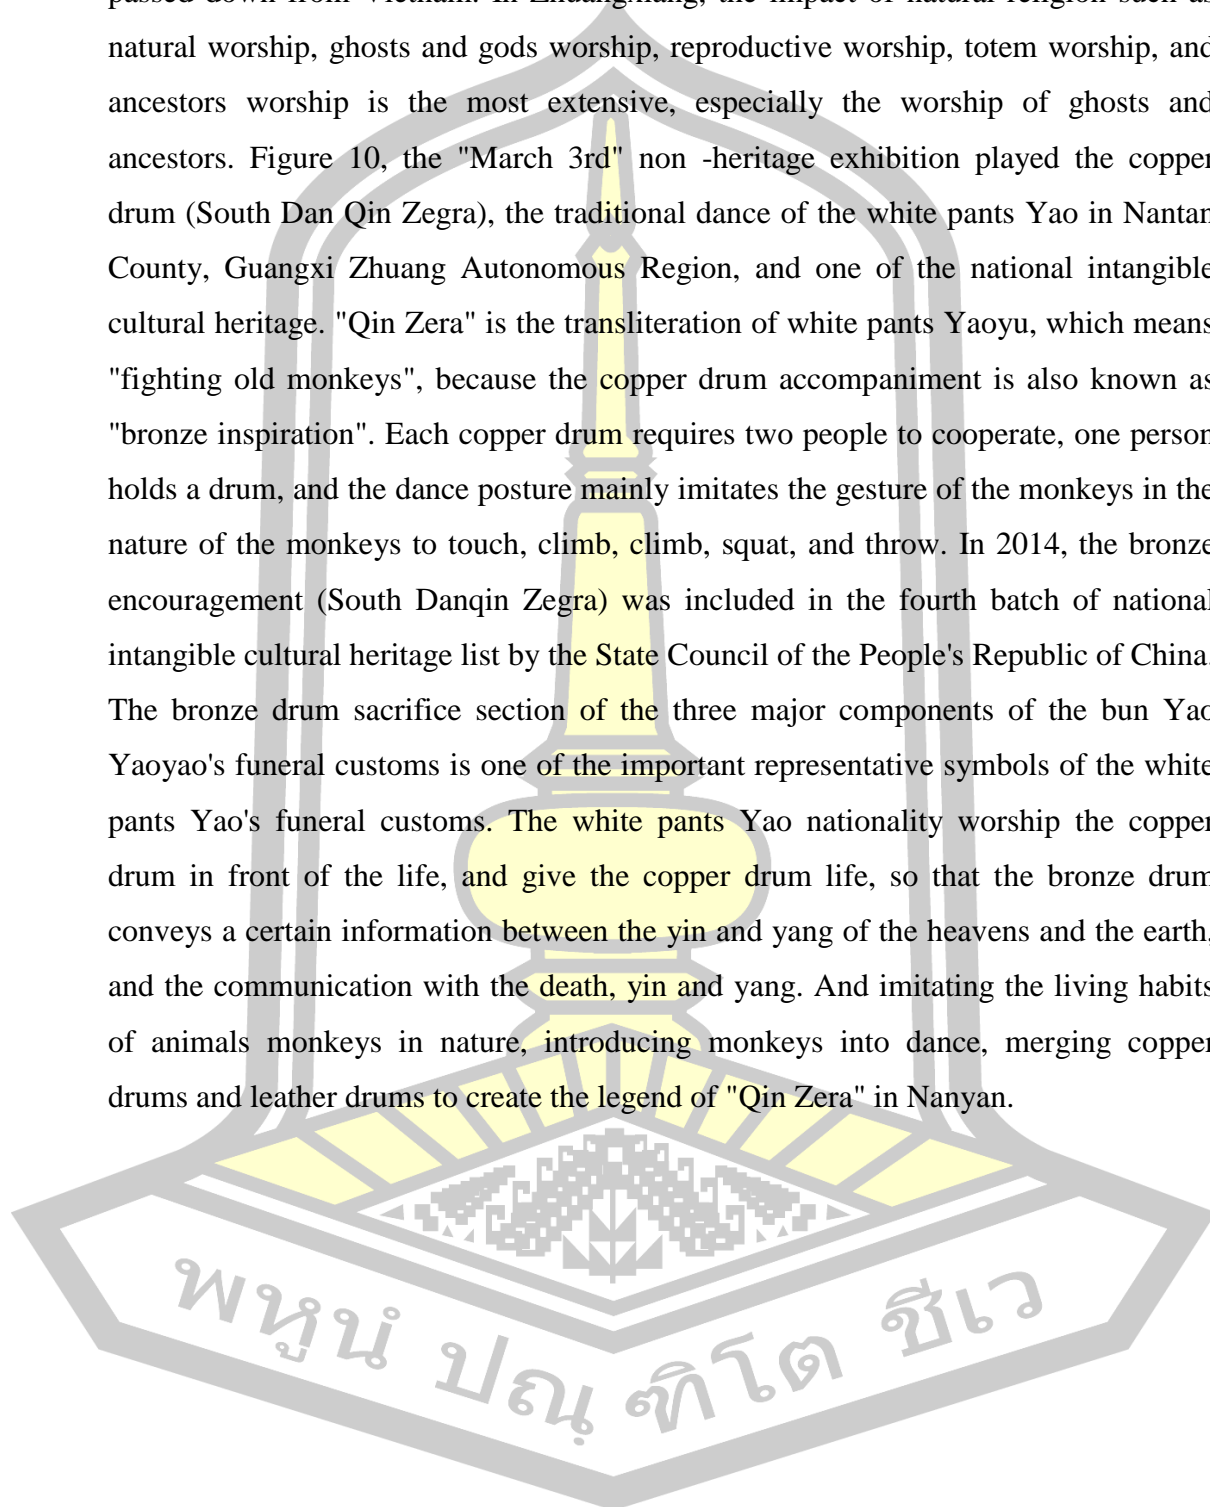 passed down from Vietnam. In Zhuangxiang, the impact of natural religion such as
natural worship, ghosts and gods worship, reproductive worship, totem worship, and
ancestors worship is the most extensive, especially the worship of ghosts and
ancestors. Figure 10, the "March 3rd" non -heritage exhibition played the copper
drum (South Dan Qin Zegra), the traditional dance of the white pants Yao in Nantan
County, Guangxi Zhuang Autonomous Region, and one of the national intangible
cultural heritage. "Qin Zera" is the transliteration of white pants Yaoyu, which means
"fighting old monkeys", because the copper drum accompaniment is also known as
"bronze inspiration". Each copper drum requires two people to cooperate, one person
holds a drum, and the dance posture mainly imitates the gesture of the monkeys in the
nature of the monkeys to touch, climb, climb, squat, and throw. In 2014, the bronze
encouragement (South Danqin Zegra) was included in the fourth batch of national
intangible cultural heritage list by the State Council of the People's Republic of China.
The bronze drum sacrifice section of the three major components of the bun Yao
Yaoyao's funeral customs is one of the important representative symbols of the white
pants Yao's funeral customs. The white pants Yao nationality worship the copper
drum in front of the life, and give the copper drum life, so that the bronze drum
conveys a certain information between the yin and yang of the heavens and the earth,
and the communication with the death, yin and yang. And imitating the living habits
of animals monkeys in nature, introducing monkeys into dance, merging copper
drums and leather drums to create the legend of "Qin Zera" in Nanyan.
พหูนํ ปณฺฑิโต ชีเว